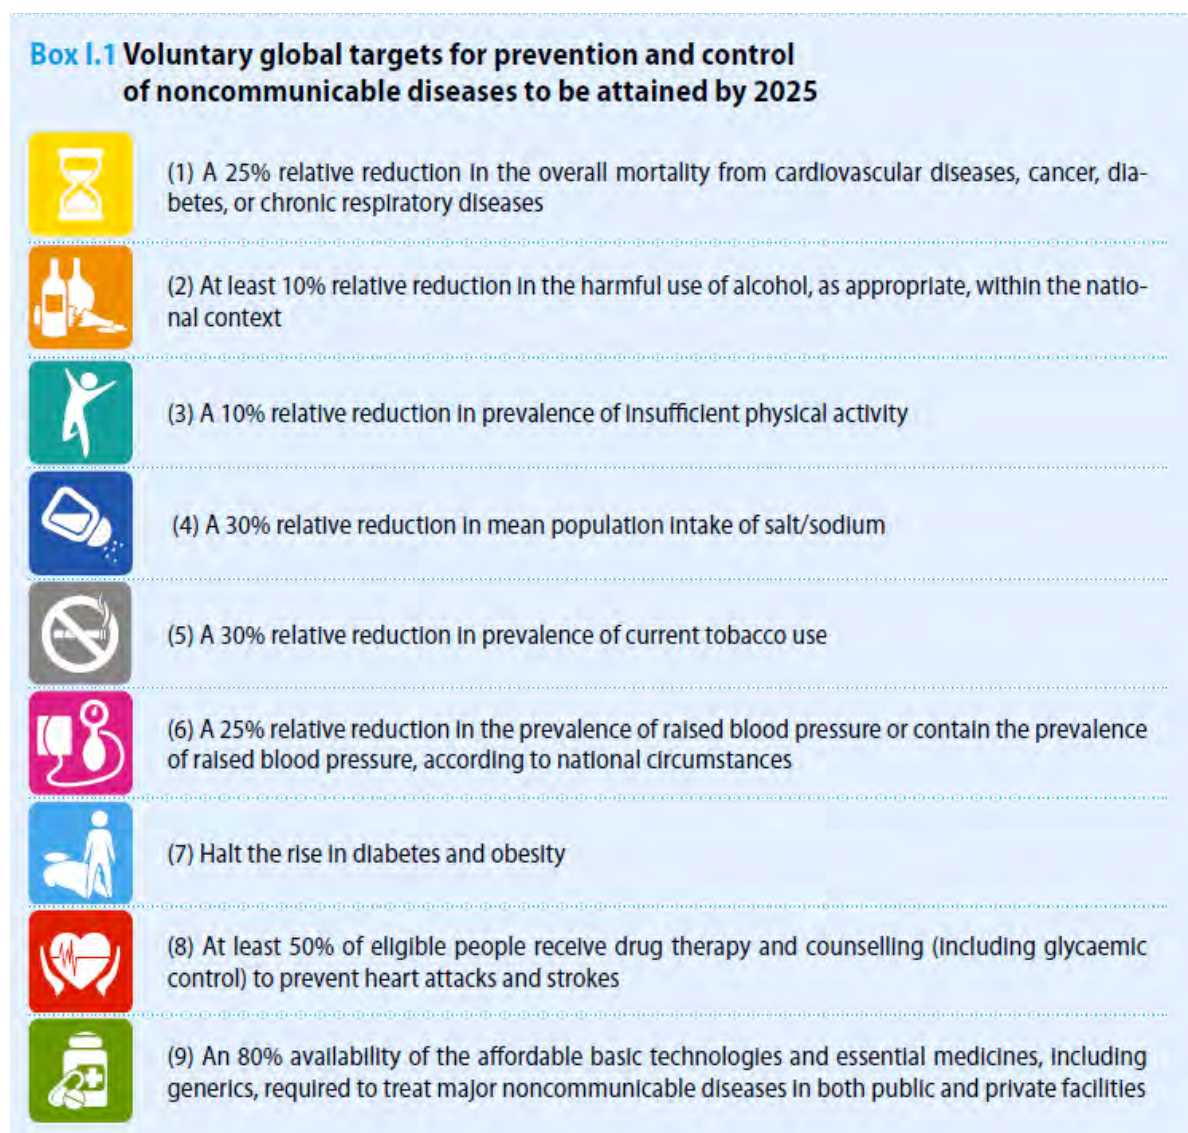 Box I.1 Voluntary global targets for prevention and control
of noncommunicable diseases to be attained by 2025
(1) A 25% relative reduction in the overall mortality from cardiovascular diseases, cancer, dia-
betes, or chronic respiratory diseases
(2) At least 10% relative reduction in the harmful use of alcohol, as appropriate, within the natio-
nal context
(3) A 10% relative reduction in prevalence of insufficient physical activity
(4) A 30% relative reduction in mean population intake of salt/sodium
(5) A 30% relative reduction in prevalence of current tobacco use
(6) A 25% relative reduction in the prevalence of raised blood pressure or contain the prevalence
of raised blood pressure, according to national circumstances
(7) Halt the rise in diabetes and obesity
(8) At least 50% of eligible people receive drug therapy and counselling (including glycaemic
control) to prevent heart attacks and strokes
(9) An 80% availability of the affordable basic technologies and essential medicines, including
generics, required to treat major noncommunicable diseases in both public and private facilities